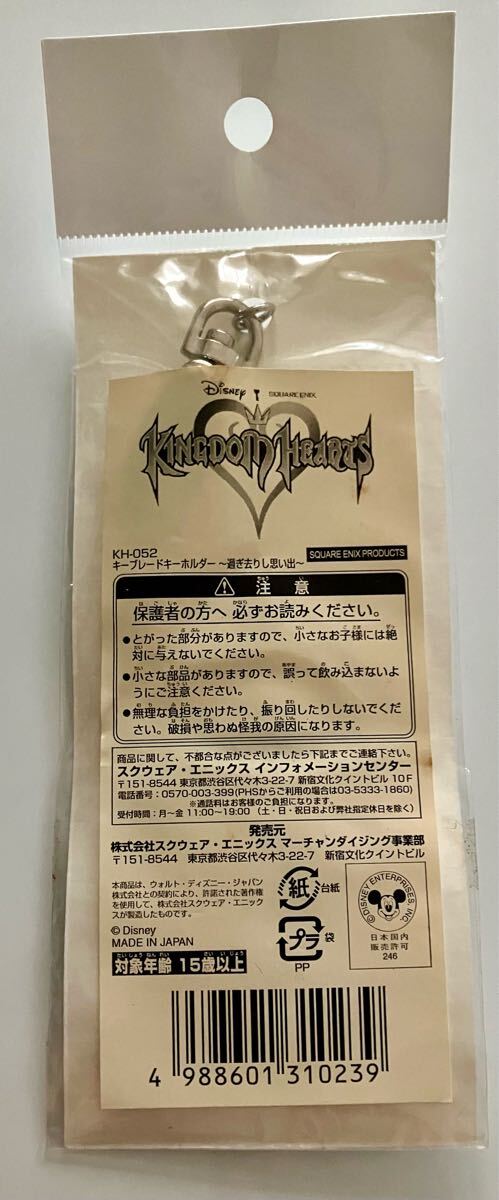 Disney SQUARE ENIX
KINGDOM HEARTS
KH-052
キーブレードキーホルダー ～過ぎ去りし思い出～
SQUARE ENIX PRODUCTS
注意
保護者の方へ 必ずお読みください。
●とがった部分がありますので、小さなお子様には絶
対に与えないでください。
●小さな部品がありますので、誤って飲み込まないよ
うにご注意ください。
●無理な負担をかけたり、振り回したりしないでくださ
い。破損や思わぬ怪我の原因になります。
商品に関して、不都合な点がございましたら下記までご連絡下さい。
スクウェア・エニックス インフォメーションセンター
〒151-8544 東京都渋谷区代々木3-22-7 新宿文化クイントビル 10F
電話番号：0570-003-399(PHSからご利用の場合は03-5333-1860)
※通話料はお客様のご負担になります。
受付時間：月～金 11:00～19:00 (土・日・祝日および弊社指定休日を除く)
発売元
株式会社スクウェア・エニックス マーチャンダイジング事業部
〒151-8544 東京都渋谷区代々木3-22-7 新宿文化クイントビル
本商品は、ウォルト・ディズニー・ジャパン
株式会社との契約により、許諾された著作権
を使用して、株式会社スクウェア・エニックス
が製造したものです。
© Disney
MADE IN JAPAN
対象年齢 15歳以上
紙 台紙
プラ 袋
PP
©DISNEY ENTERPRISES, INC.
日本国内
販売許可
246
4 988601 310239